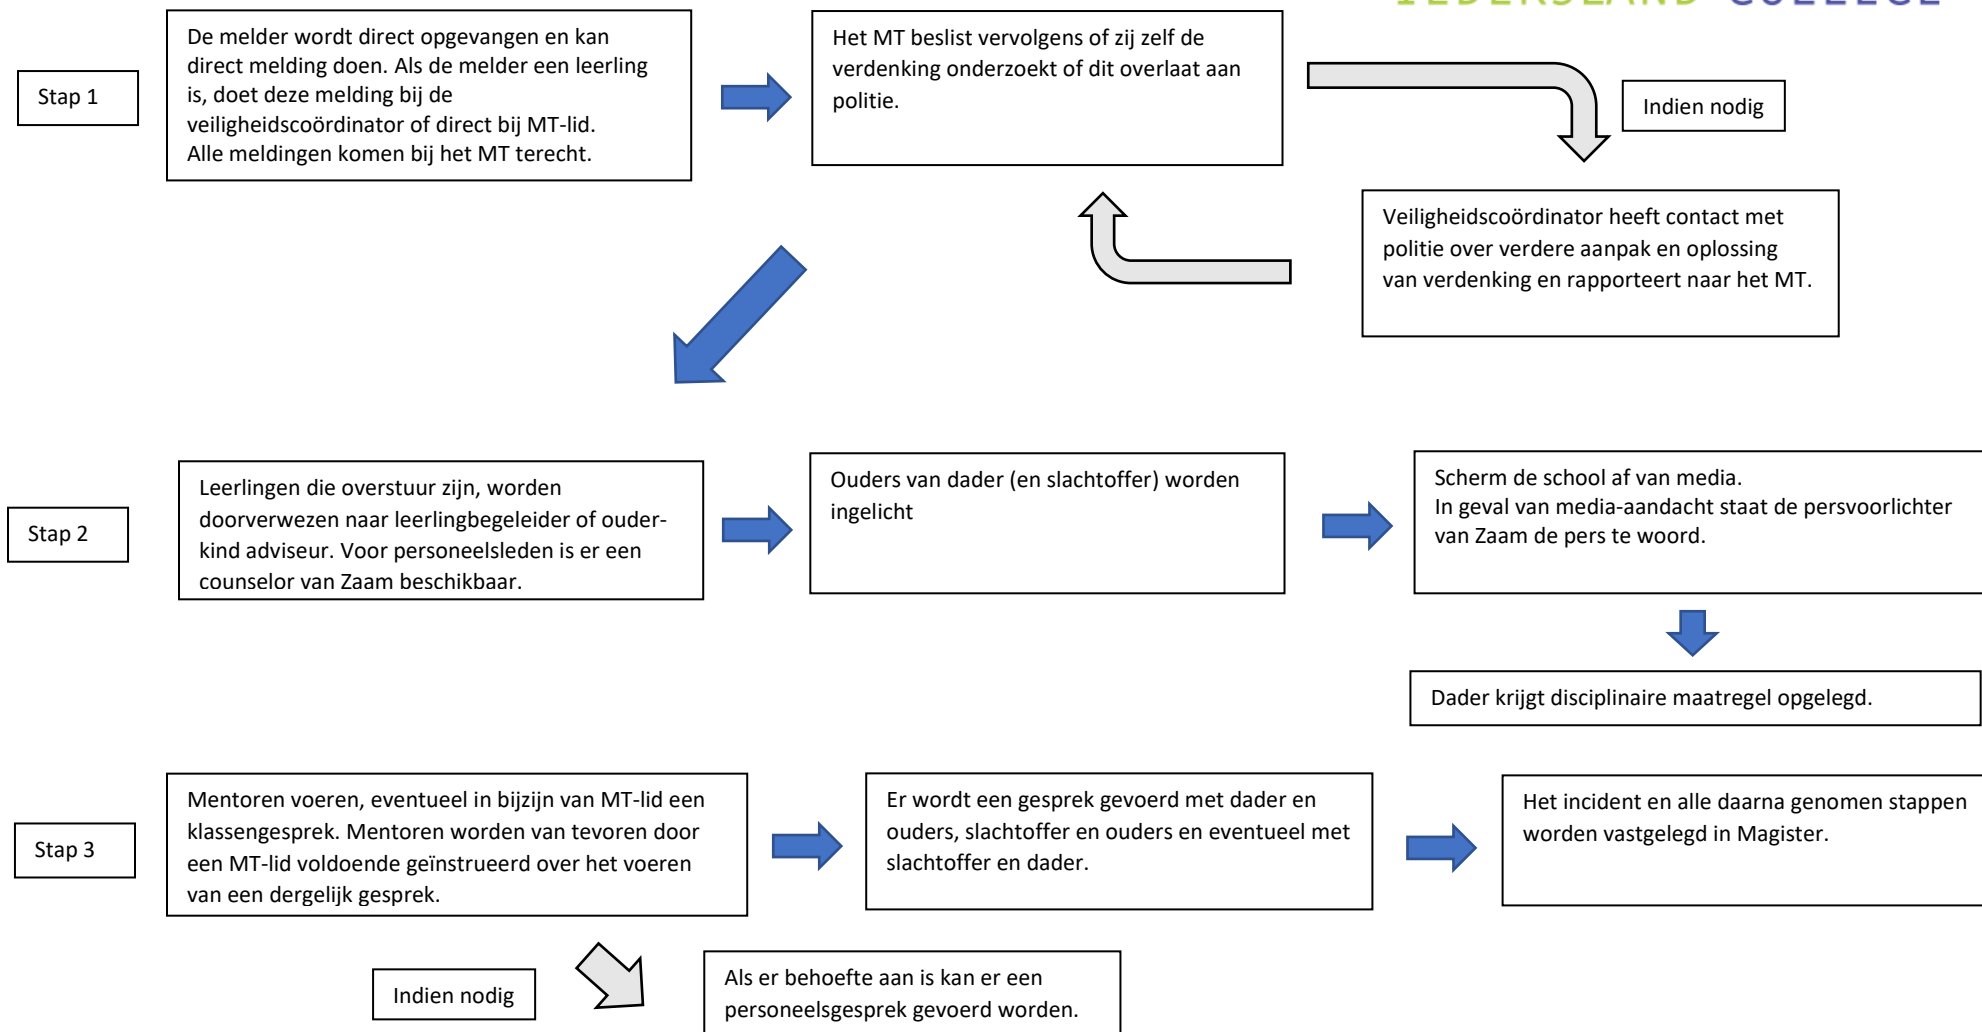 IEDERSLAND COLLEGE
Stap 1
De melder wordt direct opgevangen en kan
direct melding doen. Als de melder een leerling
is, doet deze melding bij de
veiligheidscoördinator of direct bij MT-lid.
Alle meldingen komen bij het MT terecht.
Het MT beslist vervolgens of zij zelf de
verdenking onderzoekt of dit overlaat aan
politie.
Indien nodig
Veiligheidscoördinator heeft contact met
politie over verdere aanpak en oplossing
van verdenking en rapporteert naar het MT.
Stap 2
Leerlingen die overstuur zijn, worden
doorverwezen naar leerlingbegeleider of ouder-
kind adviseur. Voor personeelsleden is er een
counselor van Zaam beschikbaar.
Ouders van dader (en slachtoffer) worden
ingelicht
Scherm de school af van media.
In geval van media-aandacht staat de persvoorlichter
van Zaam de pers te woord.
Dader krijgt disciplinaire maatregel opgelegd.
Stap 3
Mentoren voeren, eventueel in bijzijn van MT-lid een
klassengesprek. Mentoren worden van tevoren door
een MT-lid voldoende geïnstrueerd over het voeren
van een dergelijk gesprek.
Er wordt een gesprek gevoerd met dader en
ouders, slachtoffer en ouders en eventueel met
slachtoffer en dader.
Het incident en alle daarna genomen stappen
worden vastgelegd in Magister.
Indien nodig
Als er behoefte aan is kan er een
personeelsgesprek gevoerd worden.